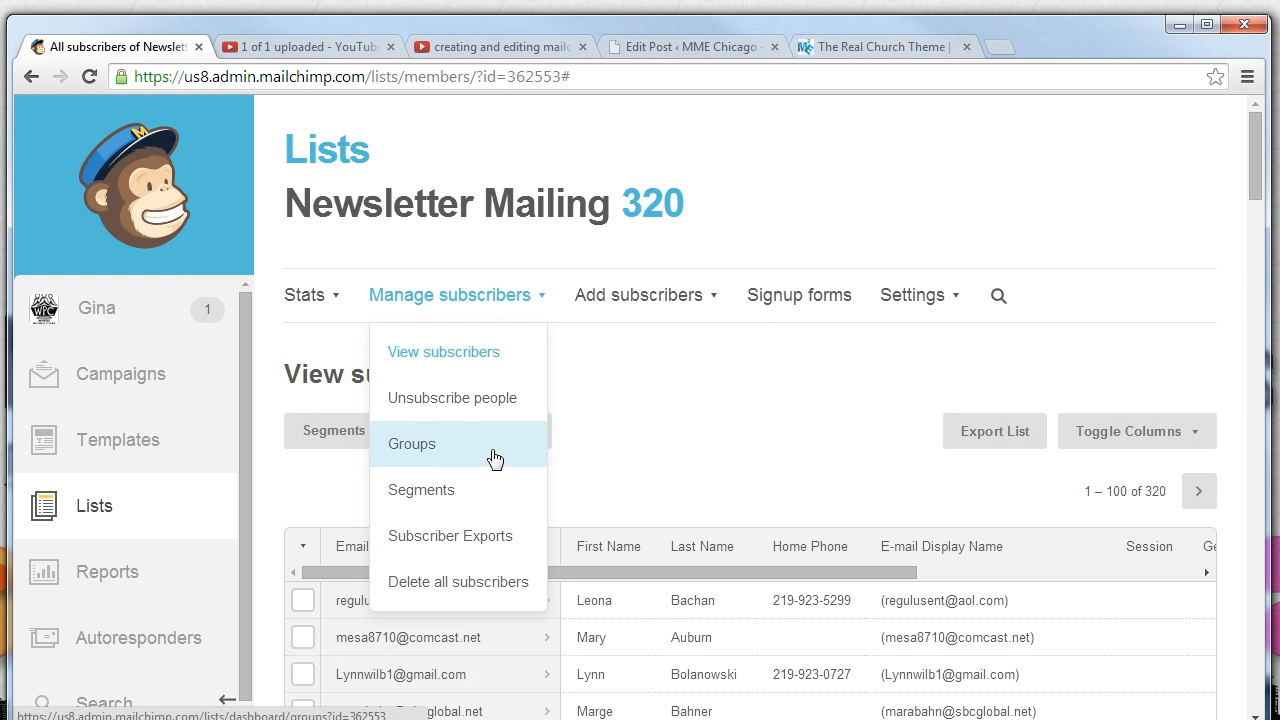 All subscribers of Newslet
1 of 1 uploaded - YouTube
creating and editing mailc
Edit Post ‹ MME Chicago -
The Real Church Theme |
https://us8.admin.mailchimp.com/lists/members/?id=362553#
Lists
Newsletter Mailing 320
Stats
Manage subscribers
Add subscribers
Signup forms
Settings
Gina
1
Campaigns
Templates
Lists
Reports
Autoresponders
Search
View subscribers
Unsubscribe people
Groups
Segments
Subscriber Exports
Delete all subscribers
View su
Segments
Export List
Toggle Columns
1 – 100 of 320
Email First Name Last Name Home Phone E-mail Display Name Session Ge
regulu Leona Bachan 219-923-5299 (regulusent@aol.com)
mesa8710@comcast.net Mary Auburn (mesa8710@comcast.net)
Lynnwilb1@gmail.com Lynn Bolanowski 219-923-0727 (Lynnwilb1@gmail.com)
global.net Marge Bahner (marabahn@sbcglobal.net)
https://us8.admin.mailchimp.com/lists/dashboard/groups?id=362553